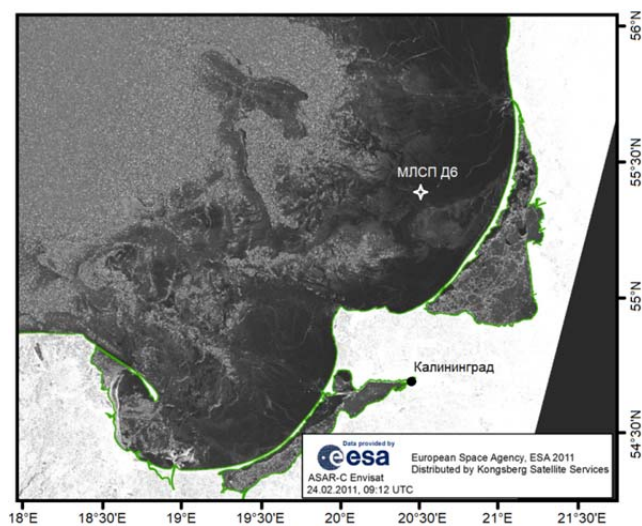 56°
МЛСП Д6
55°30'N
55°N
Калининград
54°30'N
Data provided by
esa
European Space Agency, ESA 2011
Distributed by Kongsberg Satellite Services
ASAR-C Envisat
24.02.2011, 09:12 UTC
18°E
18°30'E
19°E
19°30'E
20°E
20°30'E
21°E
21°30'E